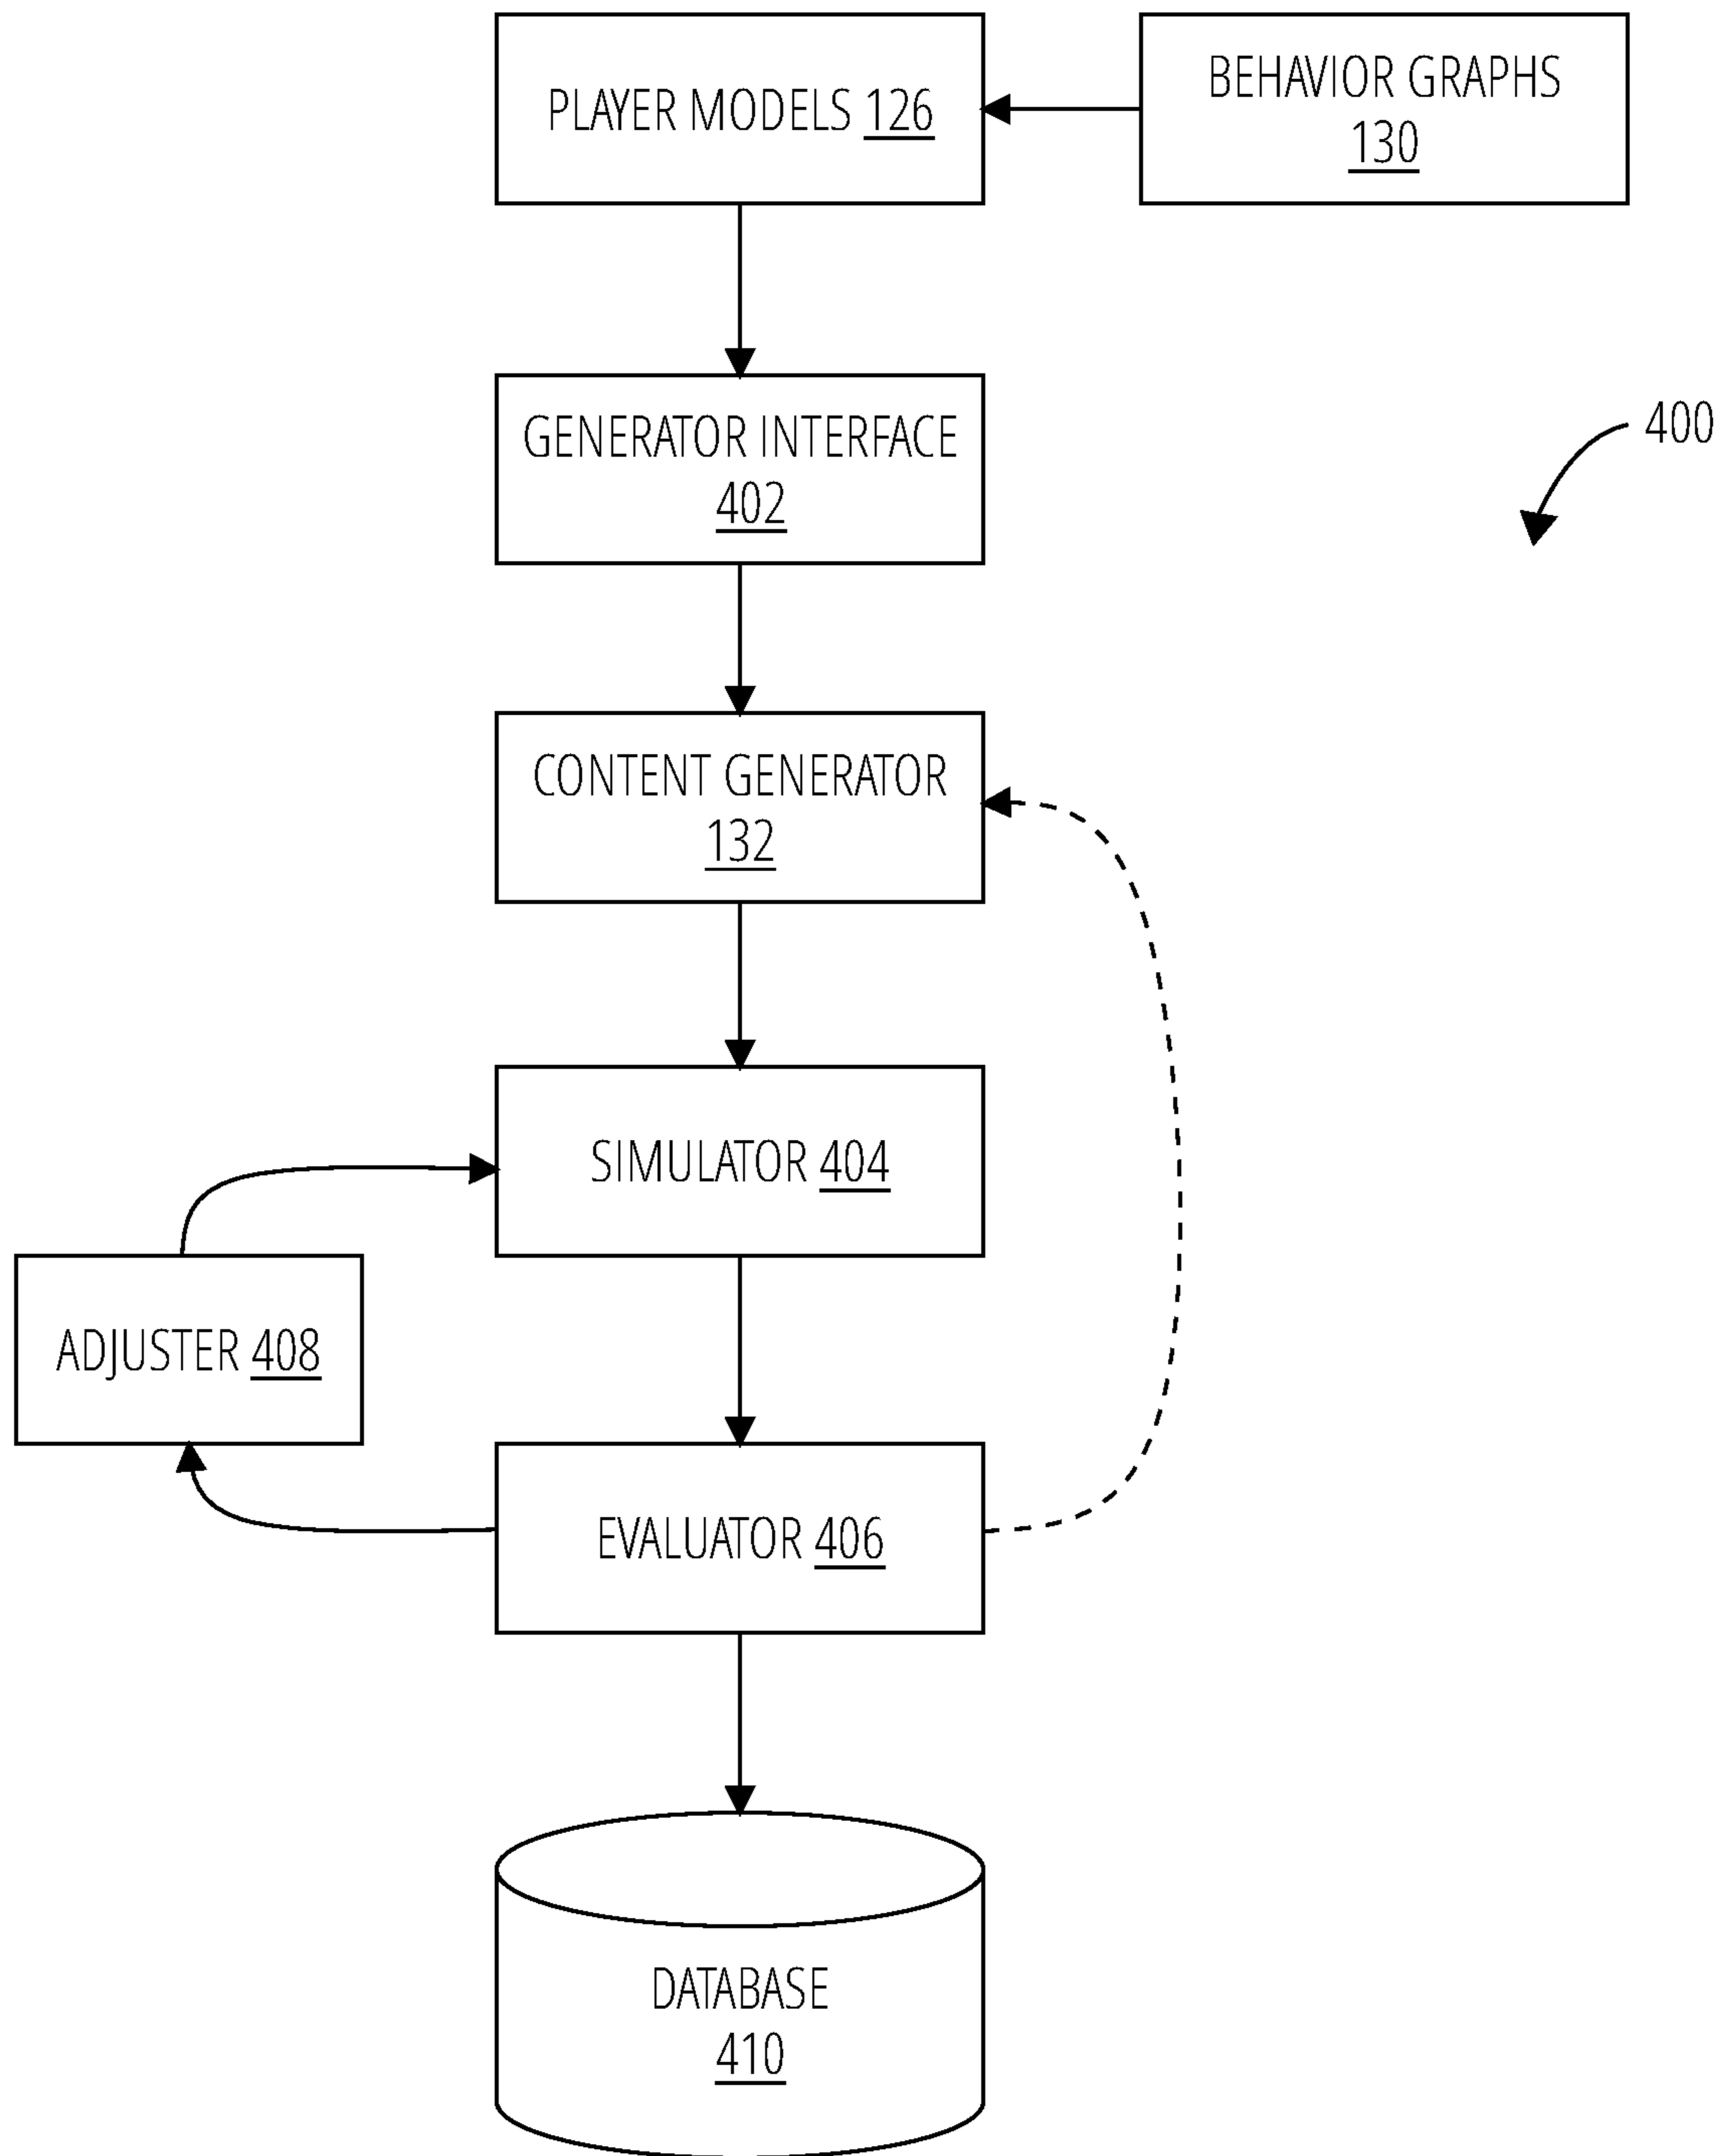 PLAYER MODELS 126
BEHAVIOR GRAPHS
130
GENERATOR INTERFACE
402
400
CONTENT GENERATOR
132
SIMULATOR 404
ADJUSTER 408
EVALUATOR 406
DATABASE
410